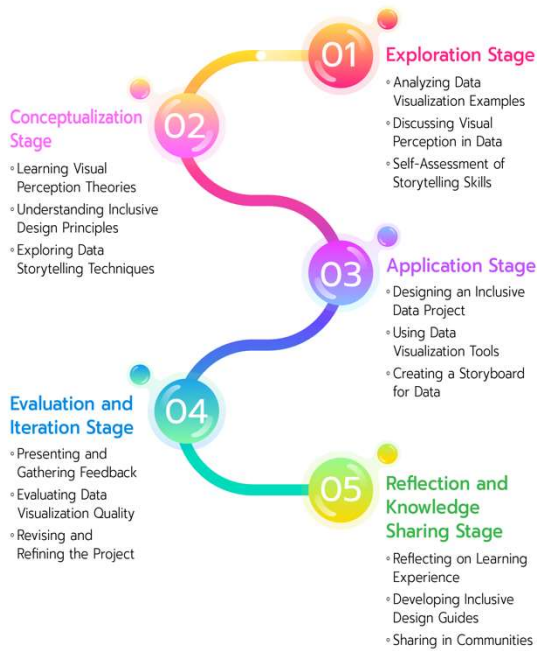 01
Exploration Stage
◦ Analyzing Data
Visualization Examples
◦ Discussing Visual
Perception in Data
◦ Self-Assessment of
Storytelling Skills
02
Conceptualization
Stage
◦ Learning Visual
Perception Theories
◦ Understanding Inclusive
Design Principles
◦ Exploring Data
Storytelling Techniques
03
Application Stage
◦ Designing an Inclusive
Data Project
◦ Using Data
Visualization Tools
◦ Creating a Storyboard
for Data
04
Evaluation and
Iteration Stage
◦ Presenting and
Gathering Feedback
◦ Evaluating Data
Visualization Quality
◦ Revising and
Refining the Project
05
Reflection and
Knowledge
Sharing Stage
◦ Reflecting on Learning
Experience
◦ Developing Inclusive
Design Guides
◦ Sharing in Communities